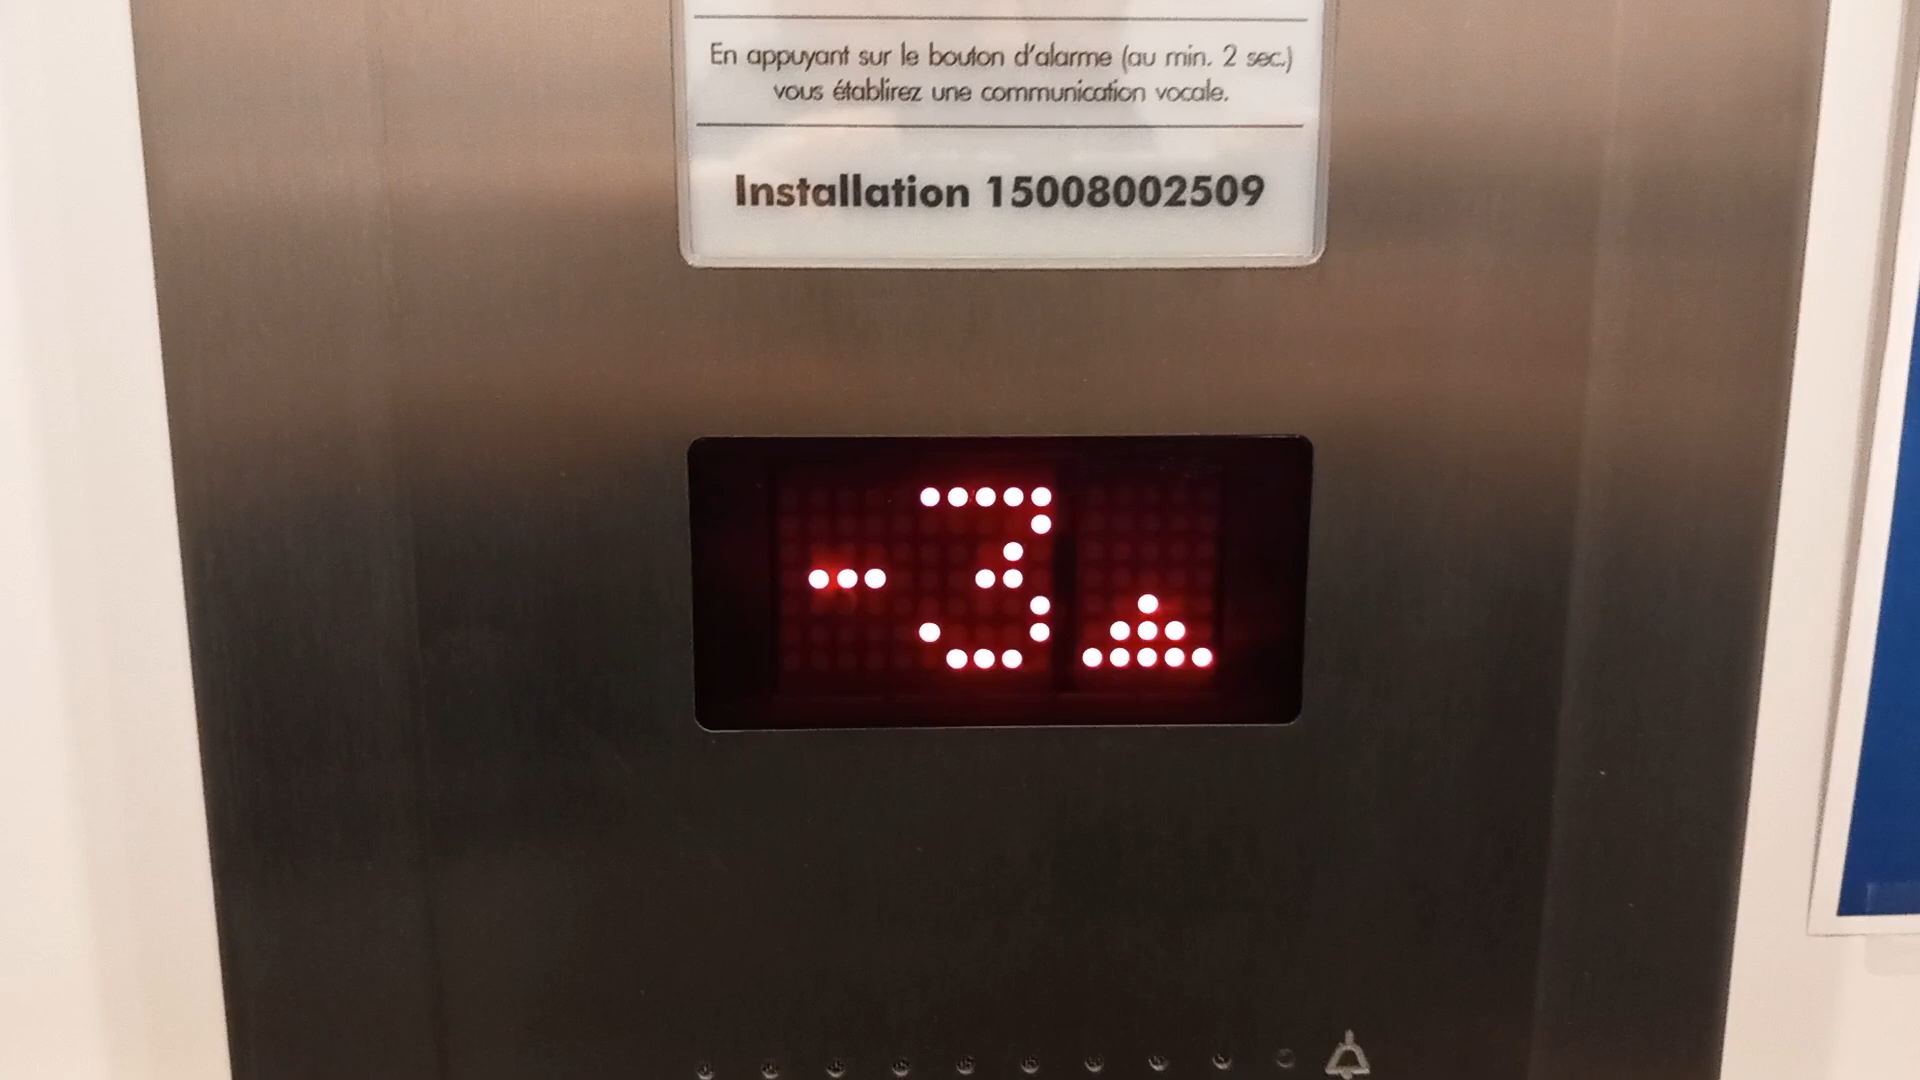 En appuyant sur le bouton d'alarme (au min. 2 sec.)
vous établirez une communication vocale.
Installation 15008002509
-3